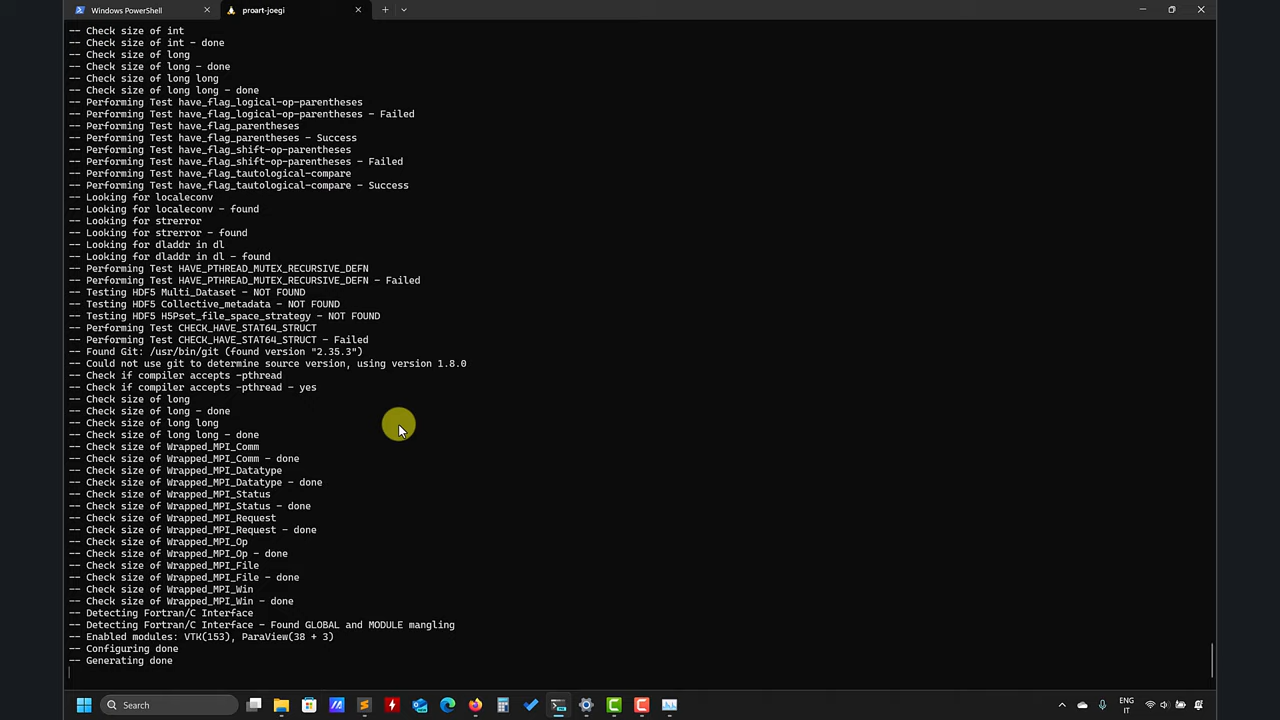 Windows PowerShell
proart-joegi
-- Check size of int
-- Check size of int - done
-- Check size of long
-- Check size of long - done
-- Check size of long long
-- Check size of long long - done
-- Performing Test have_flag_logical-op-parentheses
-- Performing Test have_flag_logical-op-parentheses - Failed
-- Performing Test have_flag_parentheses
-- Performing Test have_flag_parentheses - Success
-- Performing Test have_flag_shift-op-parentheses
-- Performing Test have_flag_shift-op-parentheses - Failed
-- Performing Test have_flag_tautological-compare
-- Performing Test have_flag_tautological-compare - Success
-- Looking for localeconv
-- Looking for localeconv - found
-- Looking for strerror
-- Looking for strerror - found
-- Looking for dladdr in dl
-- Looking for dladdr in dl - found
-- Performing Test HAVE_PTHREAD_MUTEX_RECURSIVE_DEFN
-- Performing Test HAVE_PTHREAD_MUTEX_RECURSIVE_DEFN - Failed
-- Testing HDF5 Multi_Dataset - NOT FOUND
-- Testing HDF5 Collective_metadata - NOT FOUND
-- Testing HDF5 H5Pset_file_space_strategy - NOT FOUND
-- Performing Test CHECK_HAVE_STAT64_STRUCT
-- Performing Test CHECK_HAVE_STAT64_STRUCT - Failed
-- Found Git: /usr/bin/git (found version "2.35.3")
-- Could not use git to determine source version, using version 1.8.0
-- Check if compiler accepts -pthread
-- Check if compiler accepts -pthread - yes
-- Check size of long
-- Check size of long - done
-- Check size of long long
-- Check size of long long - done
-- Check size of Wrapped_MPI_Comm
-- Check size of Wrapped_MPI_Comm - done
-- Check size of Wrapped_MPI_Datatype
-- Check size of Wrapped_MPI_Datatype - done
-- Check size of Wrapped_MPI_Status
-- Check size of Wrapped_MPI_Status - done
-- Check size of Wrapped_MPI_Request
-- Check size of Wrapped_MPI_Request - done
-- Check size of Wrapped_MPI_Op
-- Check size of Wrapped_MPI_Op - done
-- Check size of Wrapped_MPI_File
-- Check size of Wrapped_MPI_File - done
-- Check size of Wrapped_MPI_Win
-- Check size of Wrapped_MPI_Win - done
-- Detecting Fortran/C Interface
-- Detecting Fortran/C Interface - Found GLOBAL and MODULE mangling
-- Enabled modules: VTK(153), ParaView(38 + 3)
-- Configuring done
-- Generating done
Search
ENG
IT